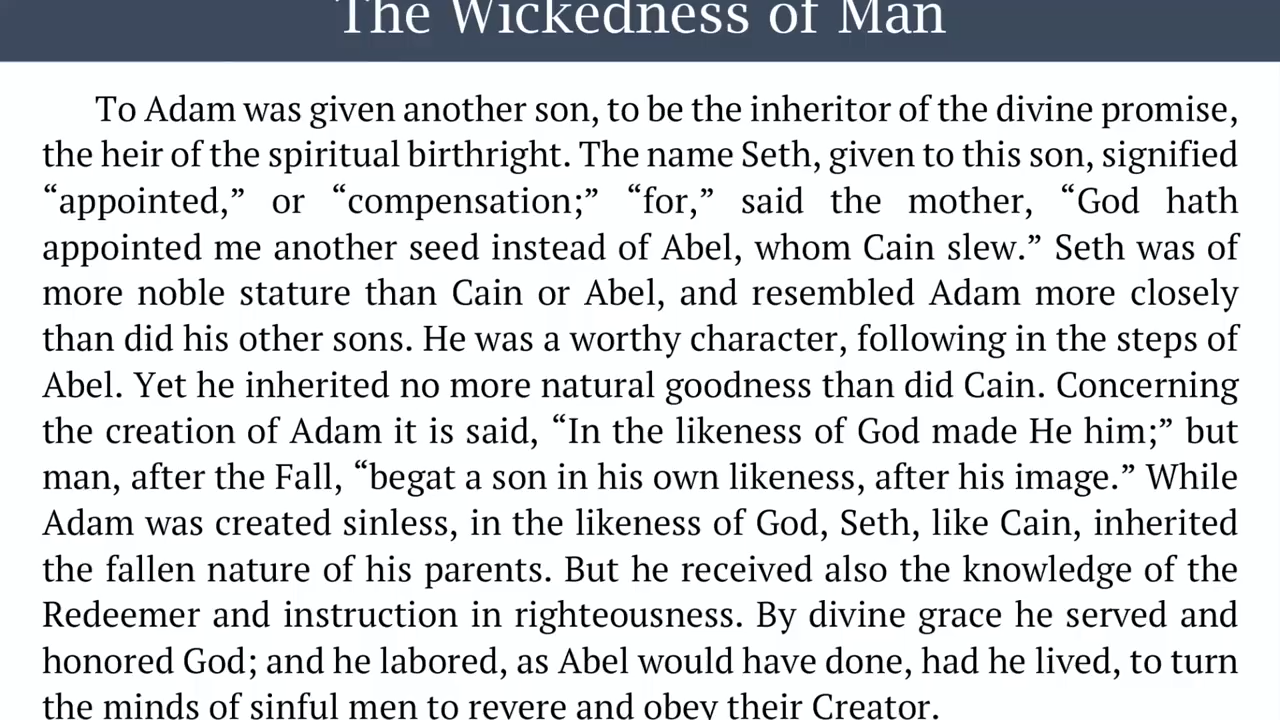 The Wickedness of Man
To Adam was given another son, to be the inheritor of the divine promise,
the heir of the spiritual birthright. The name Seth, given to this son, signified
“appointed,” or “compensation;” “for,” said the mother, “God hath
appointed me another seed instead of Abel, whom Cain slew.” Seth was of
more noble stature than Cain or Abel, and resembled Adam more closely
than did his other sons. He was a worthy character, following in the steps of
Abel. Yet he inherited no more natural goodness than did Cain. Concerning
the creation of Adam it is said, “In the likeness of God made He him;” but
man, after the Fall, “begat a son in his own likeness, after his image.” While
Adam was created sinless, in the likeness of God, Seth, like Cain, inherited
the fallen nature of his parents. But he received also the knowledge of the
Redeemer and instruction in righteousness. By divine grace he served and
honored God; and he labored, as Abel would have done, had he lived, to turn
the minds of sinful men to revere and obey their Creator.